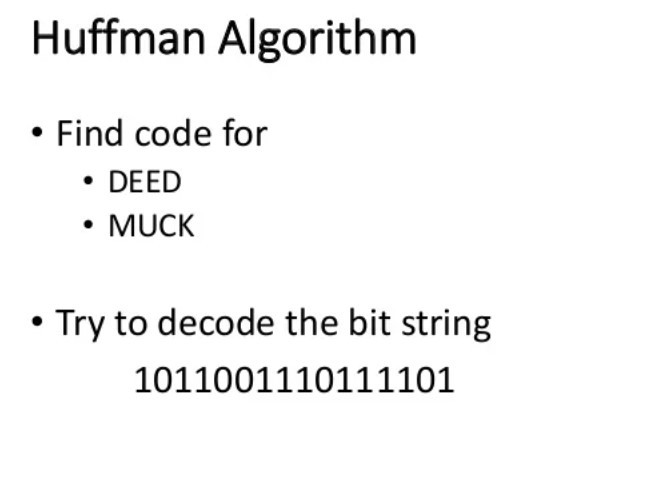 Huffman Algorithm
• Find code for
• DEED
• MUCK
• Try to decode the bit string
1011001110111101